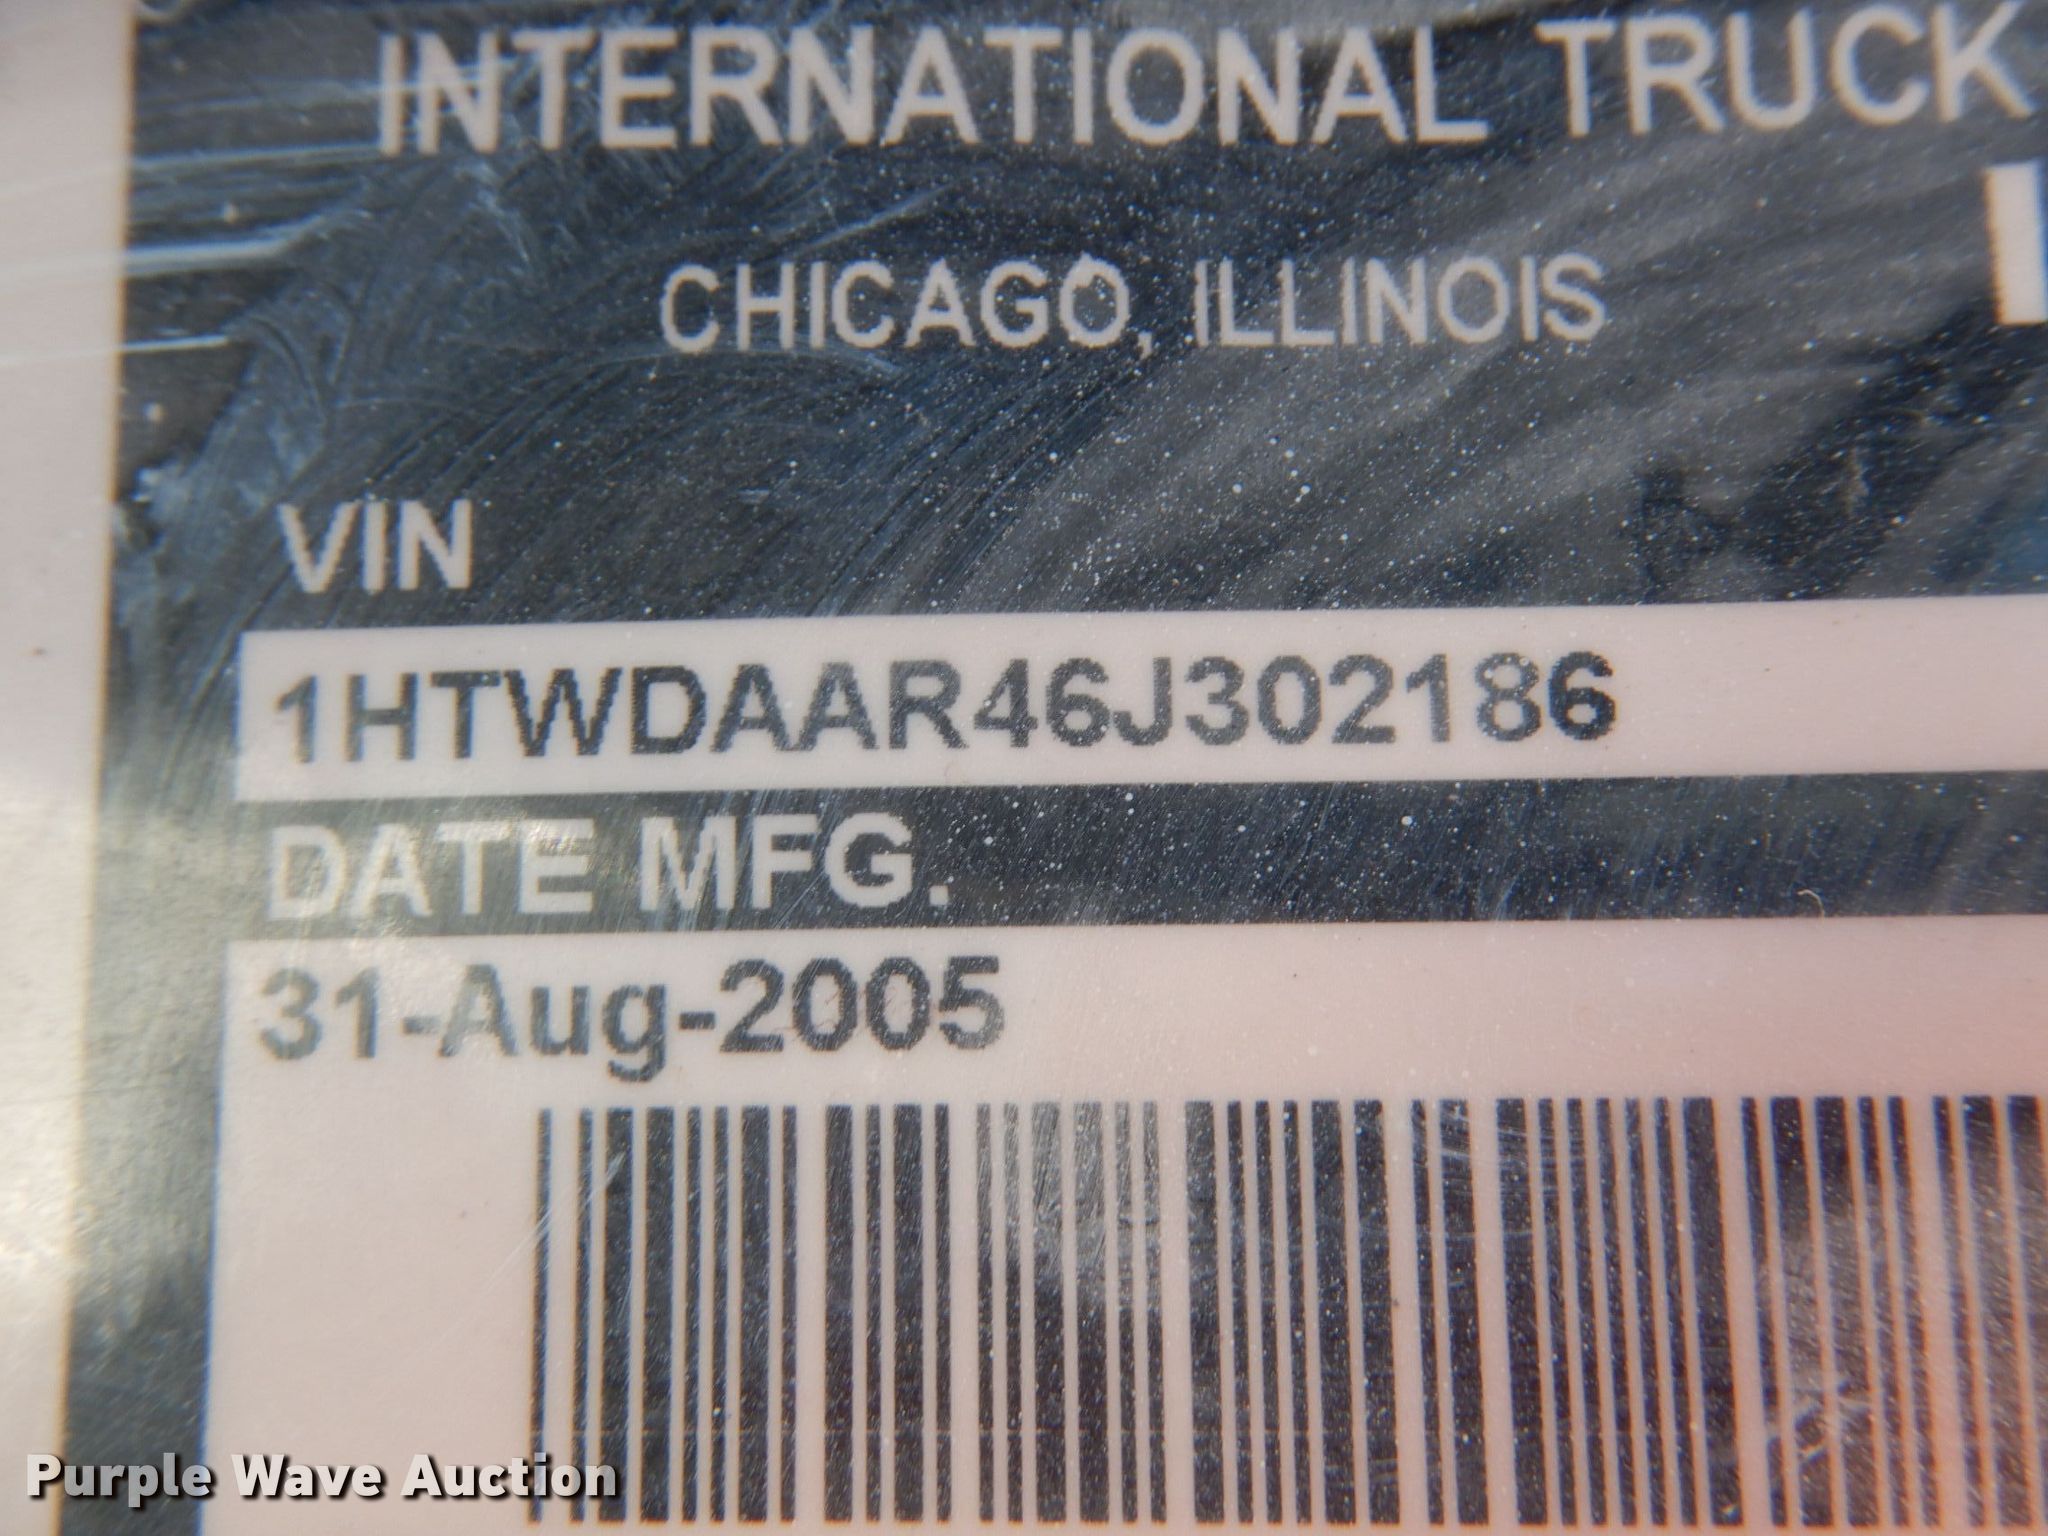 INTERNATIONAL TRUCK
CHICAGO, ILLINOIS
VIN
1HTWDAAR46J302186
DATE MFG.
31-Aug-2005
Purple Wave Auction